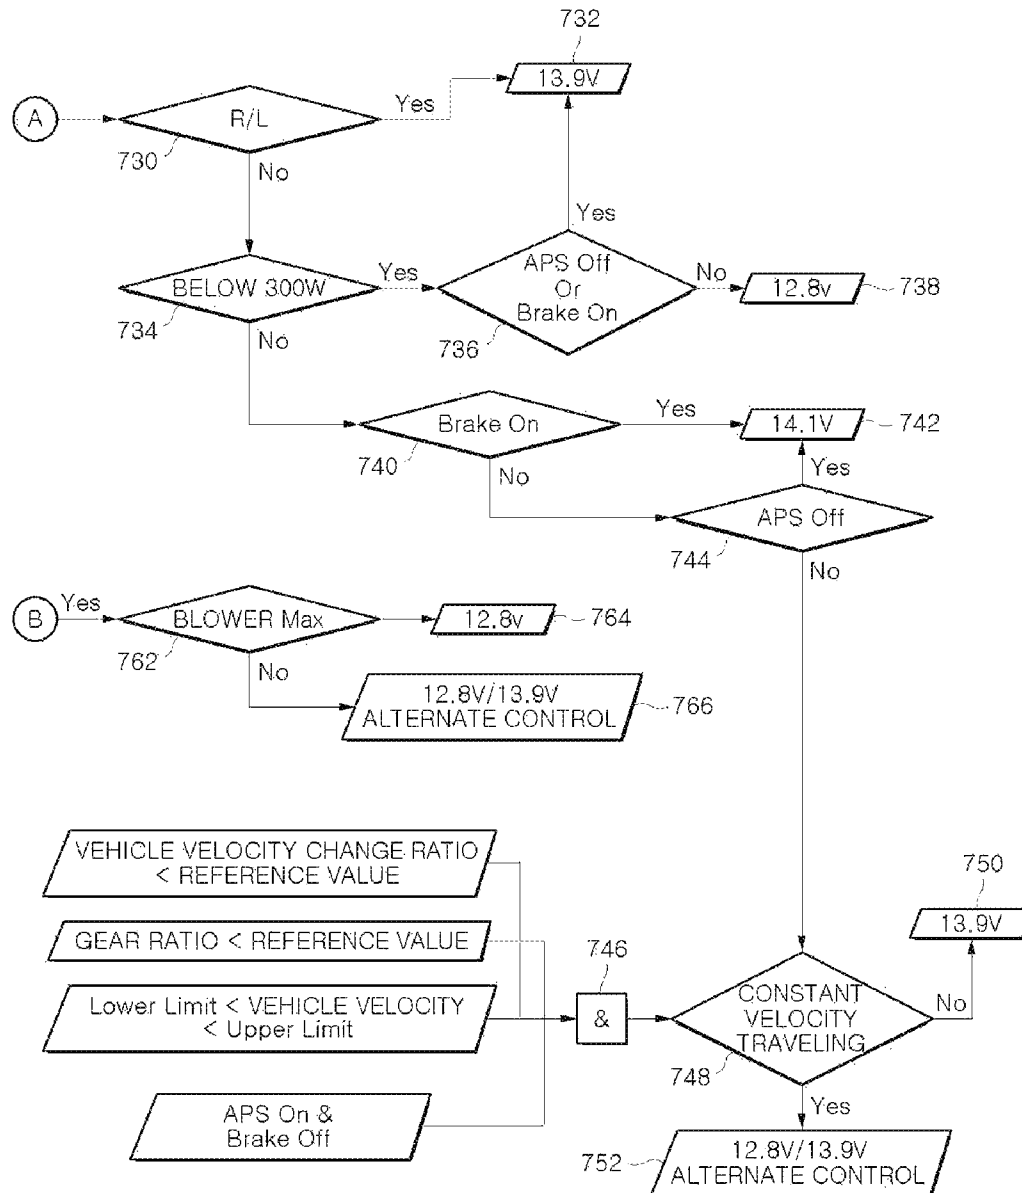 732
13.9V
A
R/L
Yes
730
No
Yes
BELOW 300W
Yes
APS Off
Or
Brake On
No
12.8v
738
734
No
736
Brake On
Yes
14.1V
742
740
No
Yes
APS Off
744
No
B
Yes
BLOWER Max
12.8v
764
762
No
12.8V/13.9V
ALTERNATE CONTROL
766
VEHICLE VELOCITY CHANGE RATIO
< REFERENCE VALUE
750
13.9V
GEAR RATIO < REFERENCE VALUE
746
Lower Limit < VEHICLE VELOCITY
< Upper Limit
&
CONSTANT
VELOCITY
TRAVELING
No
748
Yes
APS On &
Brake Off
752
12.8V/13.9V
ALTERNATE CONTROL